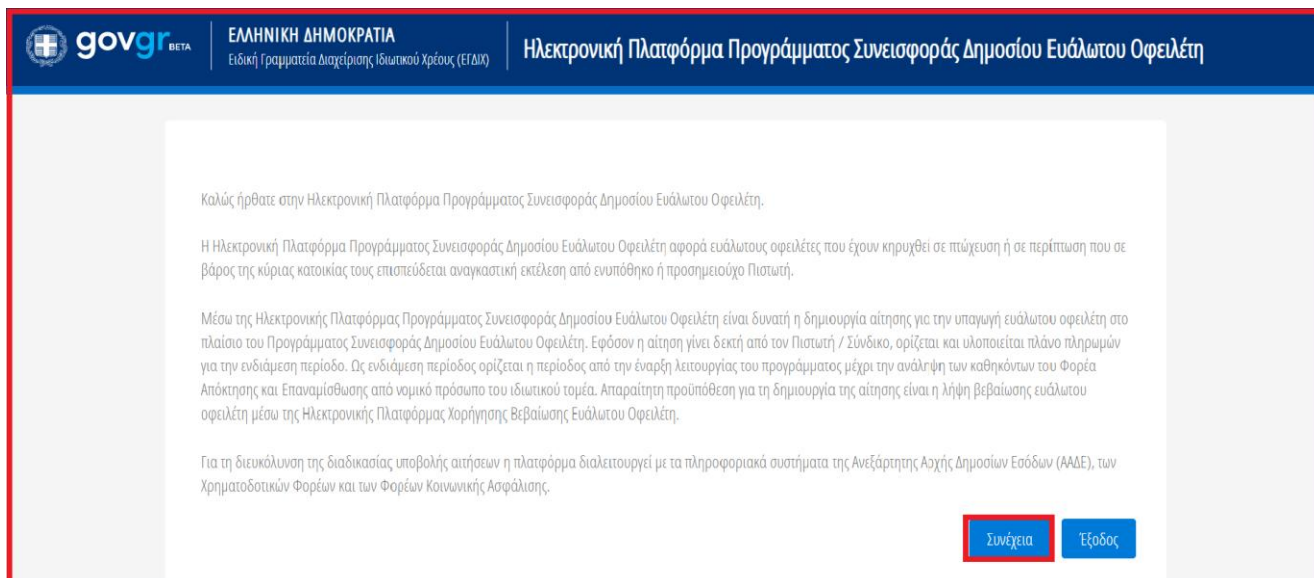 govgr BETA
ΕΛΛΗΝΙΚΗ ΔΗΜΟΚΡΑΤΙΑ
Ειδική Γραμματεία Διαχείρισης Ιδιωτικού Χρέους (ΕΓΔΙΧ)
Ηλεκτρονική Πλατφόρμα Προγράμματος Συνεισφοράς Δημοσίου Ευάλωτου Οφειλέτη
Καλώς ήρθατε στην Ηλεκτρονική Πλατφόρμα Προγράμματος Συνεισφοράς Δημοσίου Ευάλωτου Οφειλέτη.
Η Ηλεκτρονική Πλατφόρμα Προγράμματος Συνεισφοράς Δημοσίου Ευάλωτου Οφειλέτη αφορά ευάλωτους οφειλέτες που έχουν κηρυχθεί σε πτώχευση ή σε περίπτωση που σε
βάρος της κύριας κατοικίας τους επισπεύδεται αναγκαστική εκτέλεση από ενυπόθηκο ή προσημειούχο Πιστωτή.
Μέσω της Ηλεκτρονικής Πλατφόρμας Προγράμματος Συνεισφοράς Δημοσίου Ευάλωτου Οφειλέτη είναι δυνατή η δημιουργία αίτησης για την υπαγωγή ευάλωτου οφειλέτη στο
πλαίσιο του Προγράμματος Συνεισφοράς Δημοσίου Ευάλωτου Οφειλέτη. Εφόσον η αίτηση γίνει δεκτή από τον Πιστωτή / Σύνδικο, ορίζεται και υλοποιείται πλάνο πληρωμών
για την ενδιάμεση περίοδο. Ως ενδιάμεση περίοδος ορίζεται η περίοδος από την έναρξη λειτουργίας του προγράμματος μέχρι την ανάληψη των καθηκόντων του Φορέα
Απόκτησης και Επαναμίσθωσης από νομικό πρόσωπο του ιδιωτικού τομέα. Απαραίτητη προϋπόθεση για τη δημιουργία της αίτησης είναι η λήψη βεβαίωσης ευάλωτου
οφειλέτη μέσω της Ηλεκτρονικής Πλατφόρμας Χορήγησης Βεβαίωσης Ευάλωτου Οφειλέτη.
Για τη διευκόλυνση της διαδικασίας υποβολής αιτήσεων η πλατφόρμα διαλειτουργεί με τα πληροφοριακά συστήματα της Ανεξάρτητης Αρχής Δημοσίων Εσόδων (ΑΑΔΕ), των
Χρηματοδοτικών Φορέων και των Φορέων Κοινωνικής Ασφάλισης.
Συνέχεια
Έξοδος